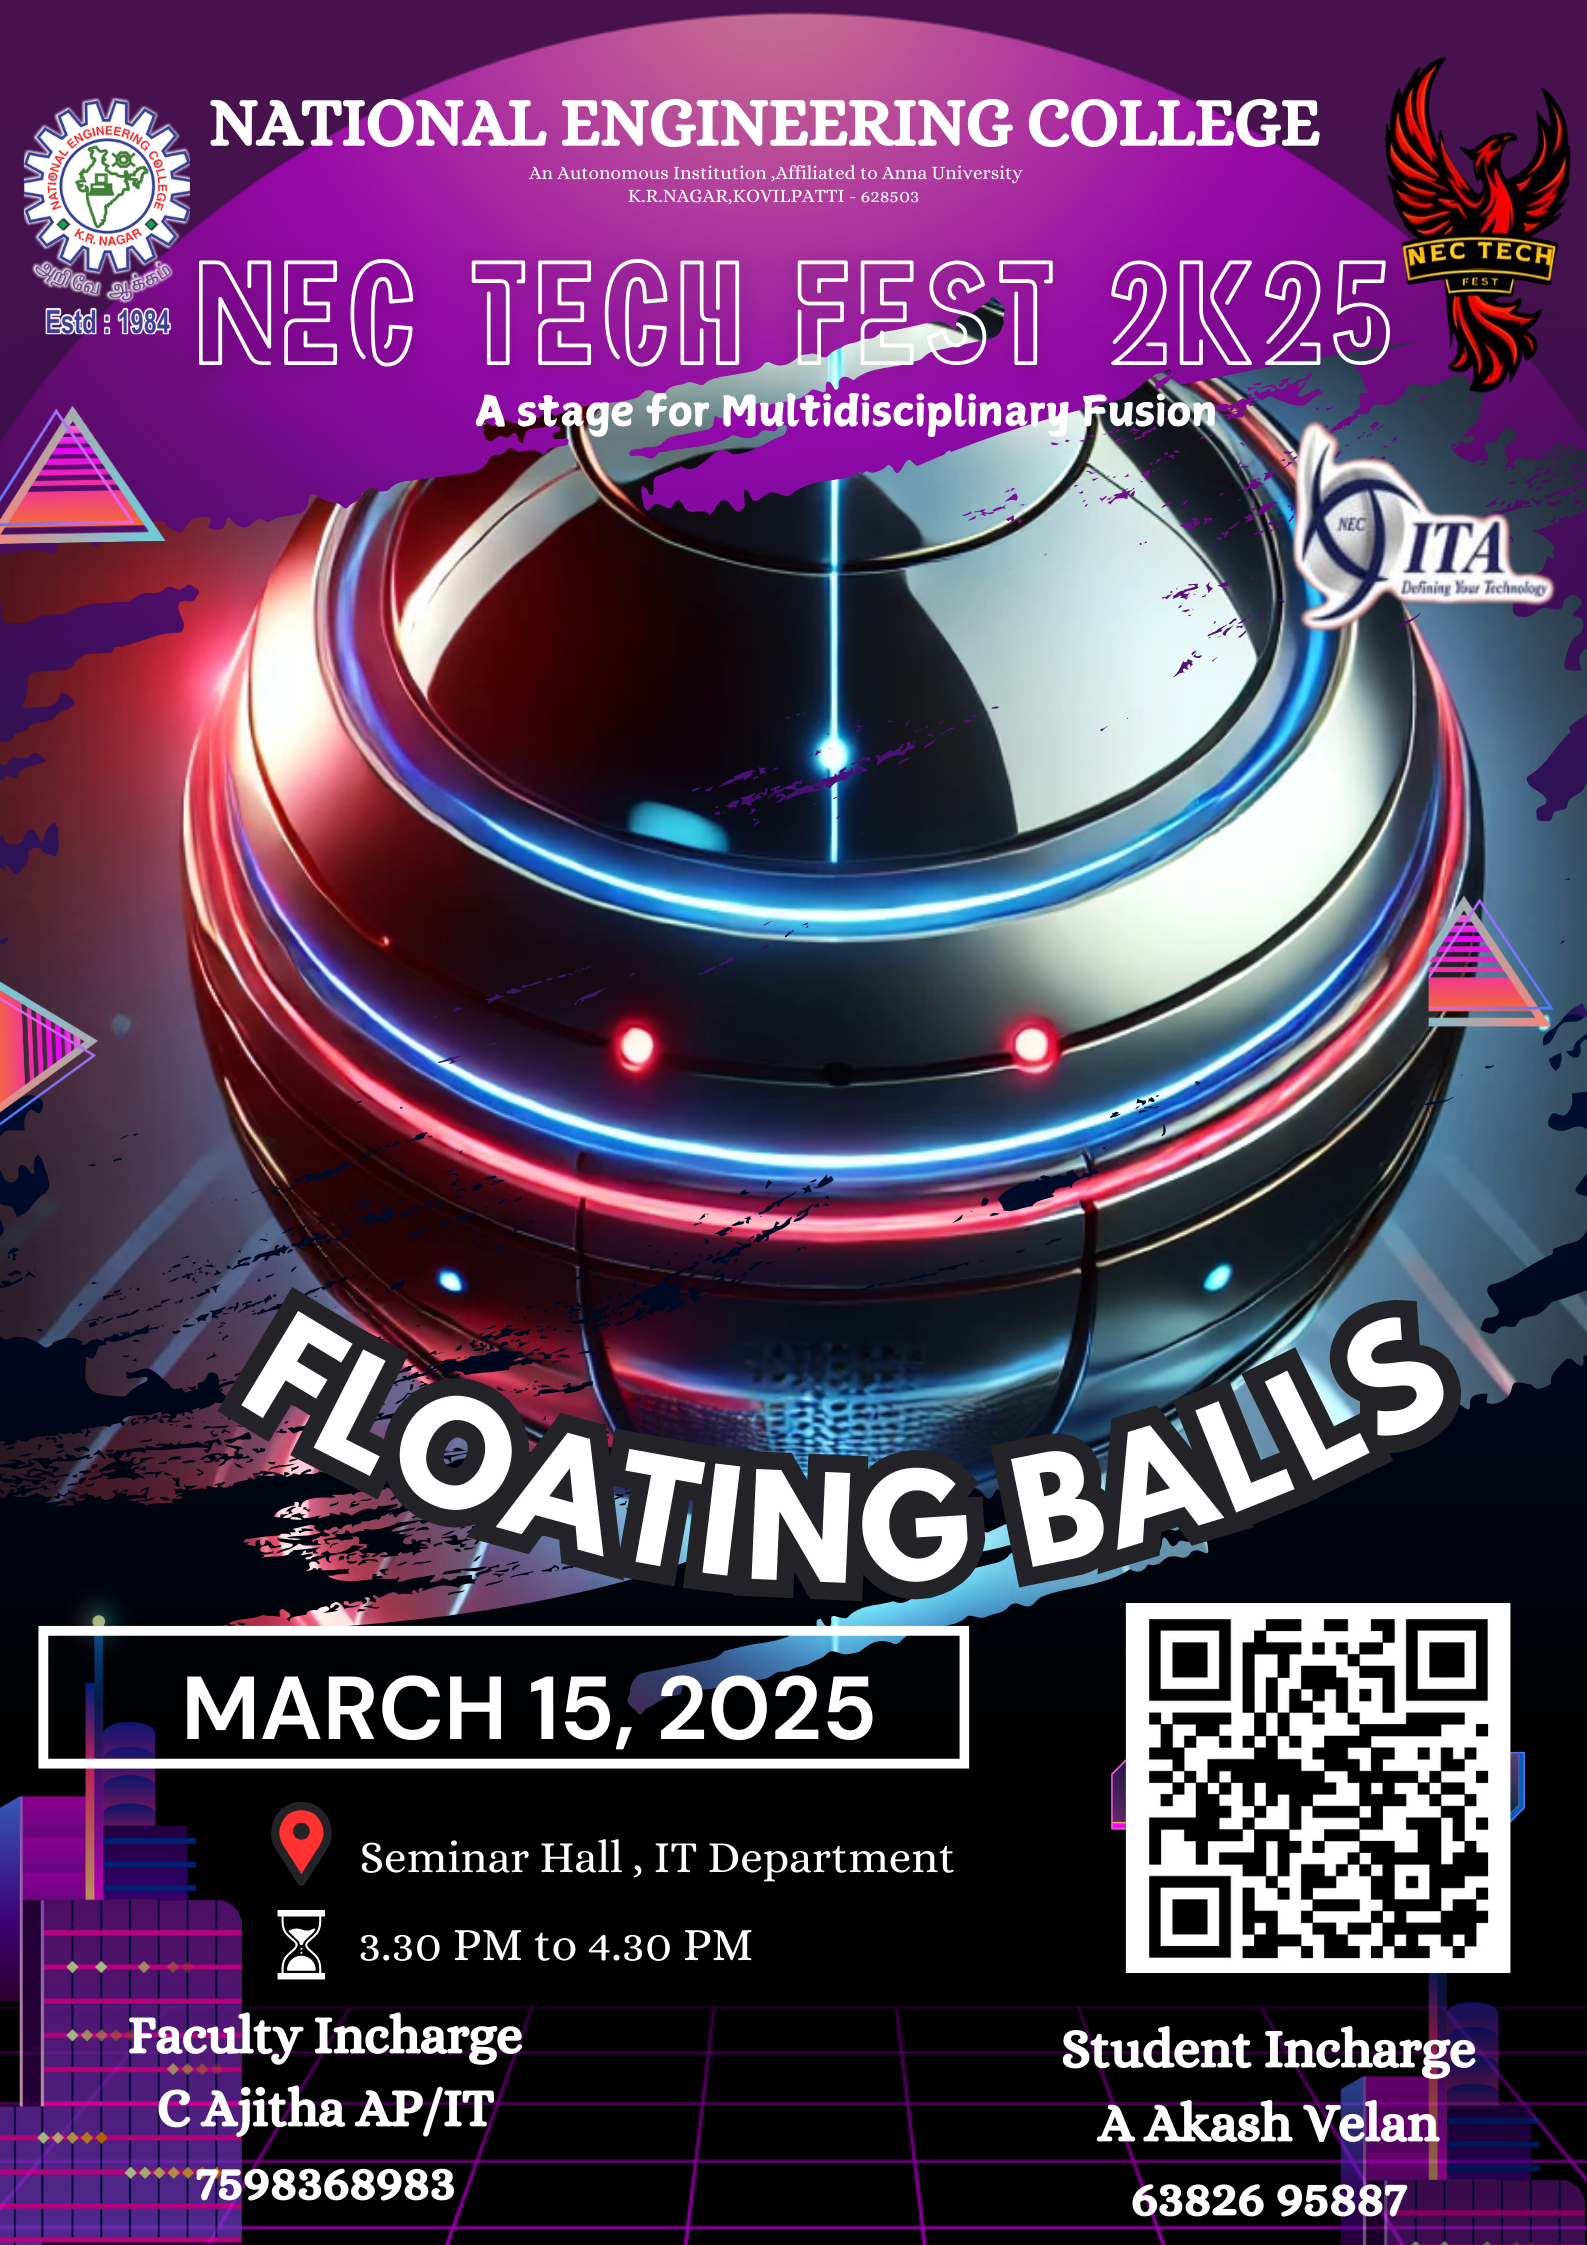 NATIONAL ENGINEERING COLLEGE
An Autonomous Institution ,Affiliated to Anna University
K.R.NAGAR,KOVILPATTI - 628503
NATIONAL ENGINEERING COLLEGE
K.R. NAGAR
அறிவே ஆக்கம்
Estd : 1984
NEC TECH
FEST
NEC TECH FEST 2K25
A stage for Multidisciplinary Fusion
NEC
ITA
Defining Your Technology
FLOATING BALLS
MARCH 15, 2025
Seminar Hall , IT Department
3.30 PM to 4.30 PM
Faculty Incharge
C Ajitha AP/IT
7598368983
Student Incharge
A Akash Velan
63826 95887